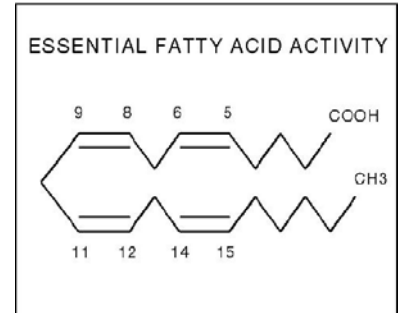 ESSENTIAL FATTY ACID ACTIVITY
9 8 6 5
COOH
CH3
11 12 14 15